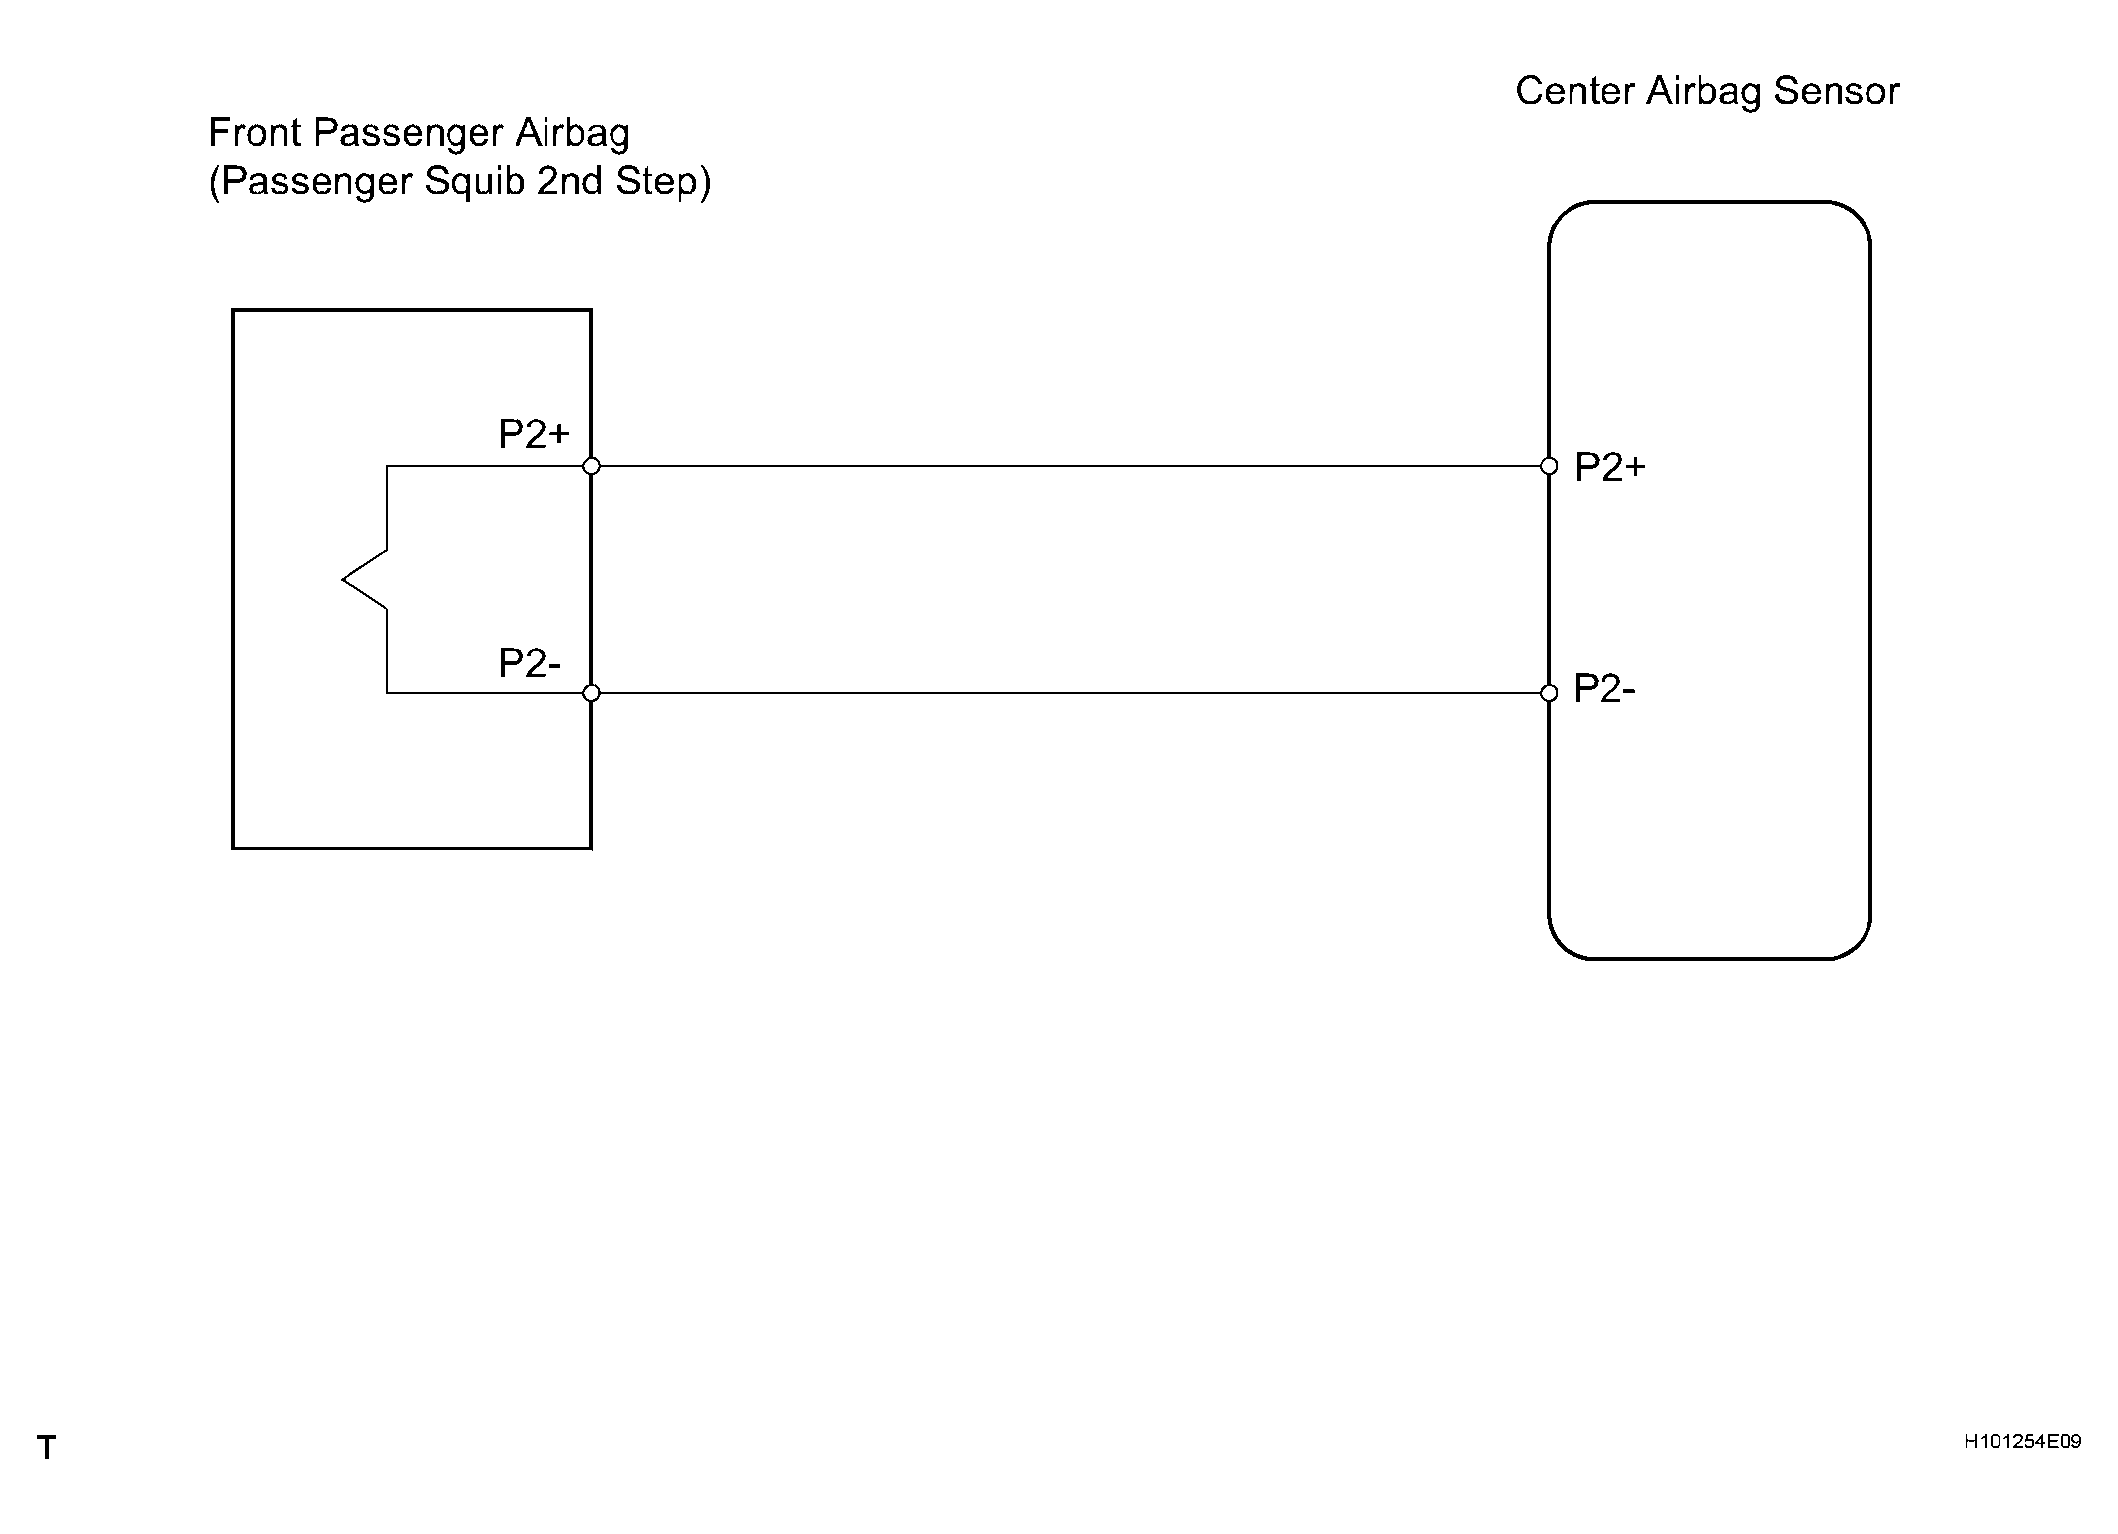 Center Airbag Sensor
Front Passenger Airbag
(Passenger Squib 2nd Step)
P2+
P2+
P2-
P2-
T
H101254E09